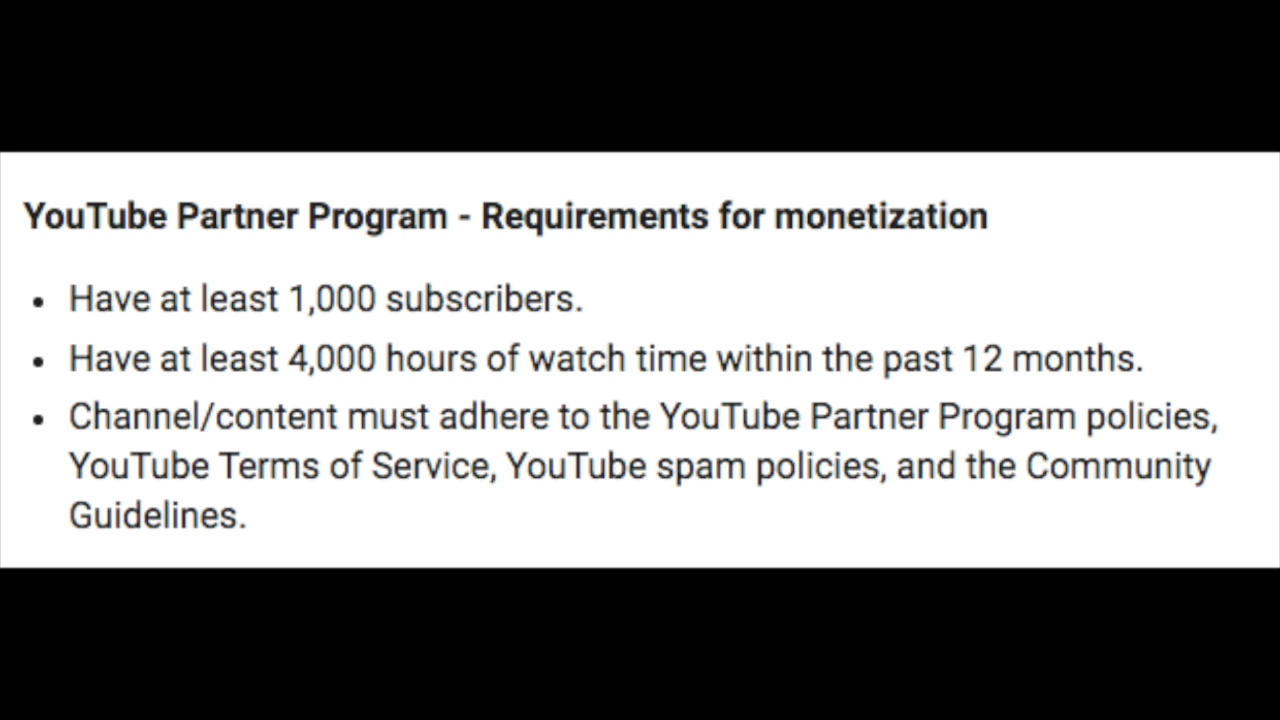 YouTube Partner Program - Requirements for monetization
• Have at least 1,000 subscribers.
• Have at least 4,000 hours of watch time within the past 12 months.
• Channel/content must adhere to the YouTube Partner Program policies,
YouTube Terms of Service, YouTube spam policies, and the Community
Guidelines.